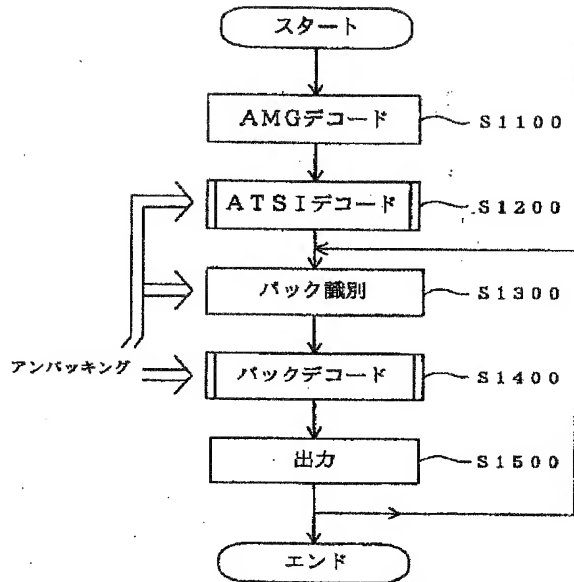 スタート
AMGデコード
S1100
ATSIデコード
S1200
パック識別
S1300
アンパッキング
パックデコード
S1400
出力
S1500
エンド